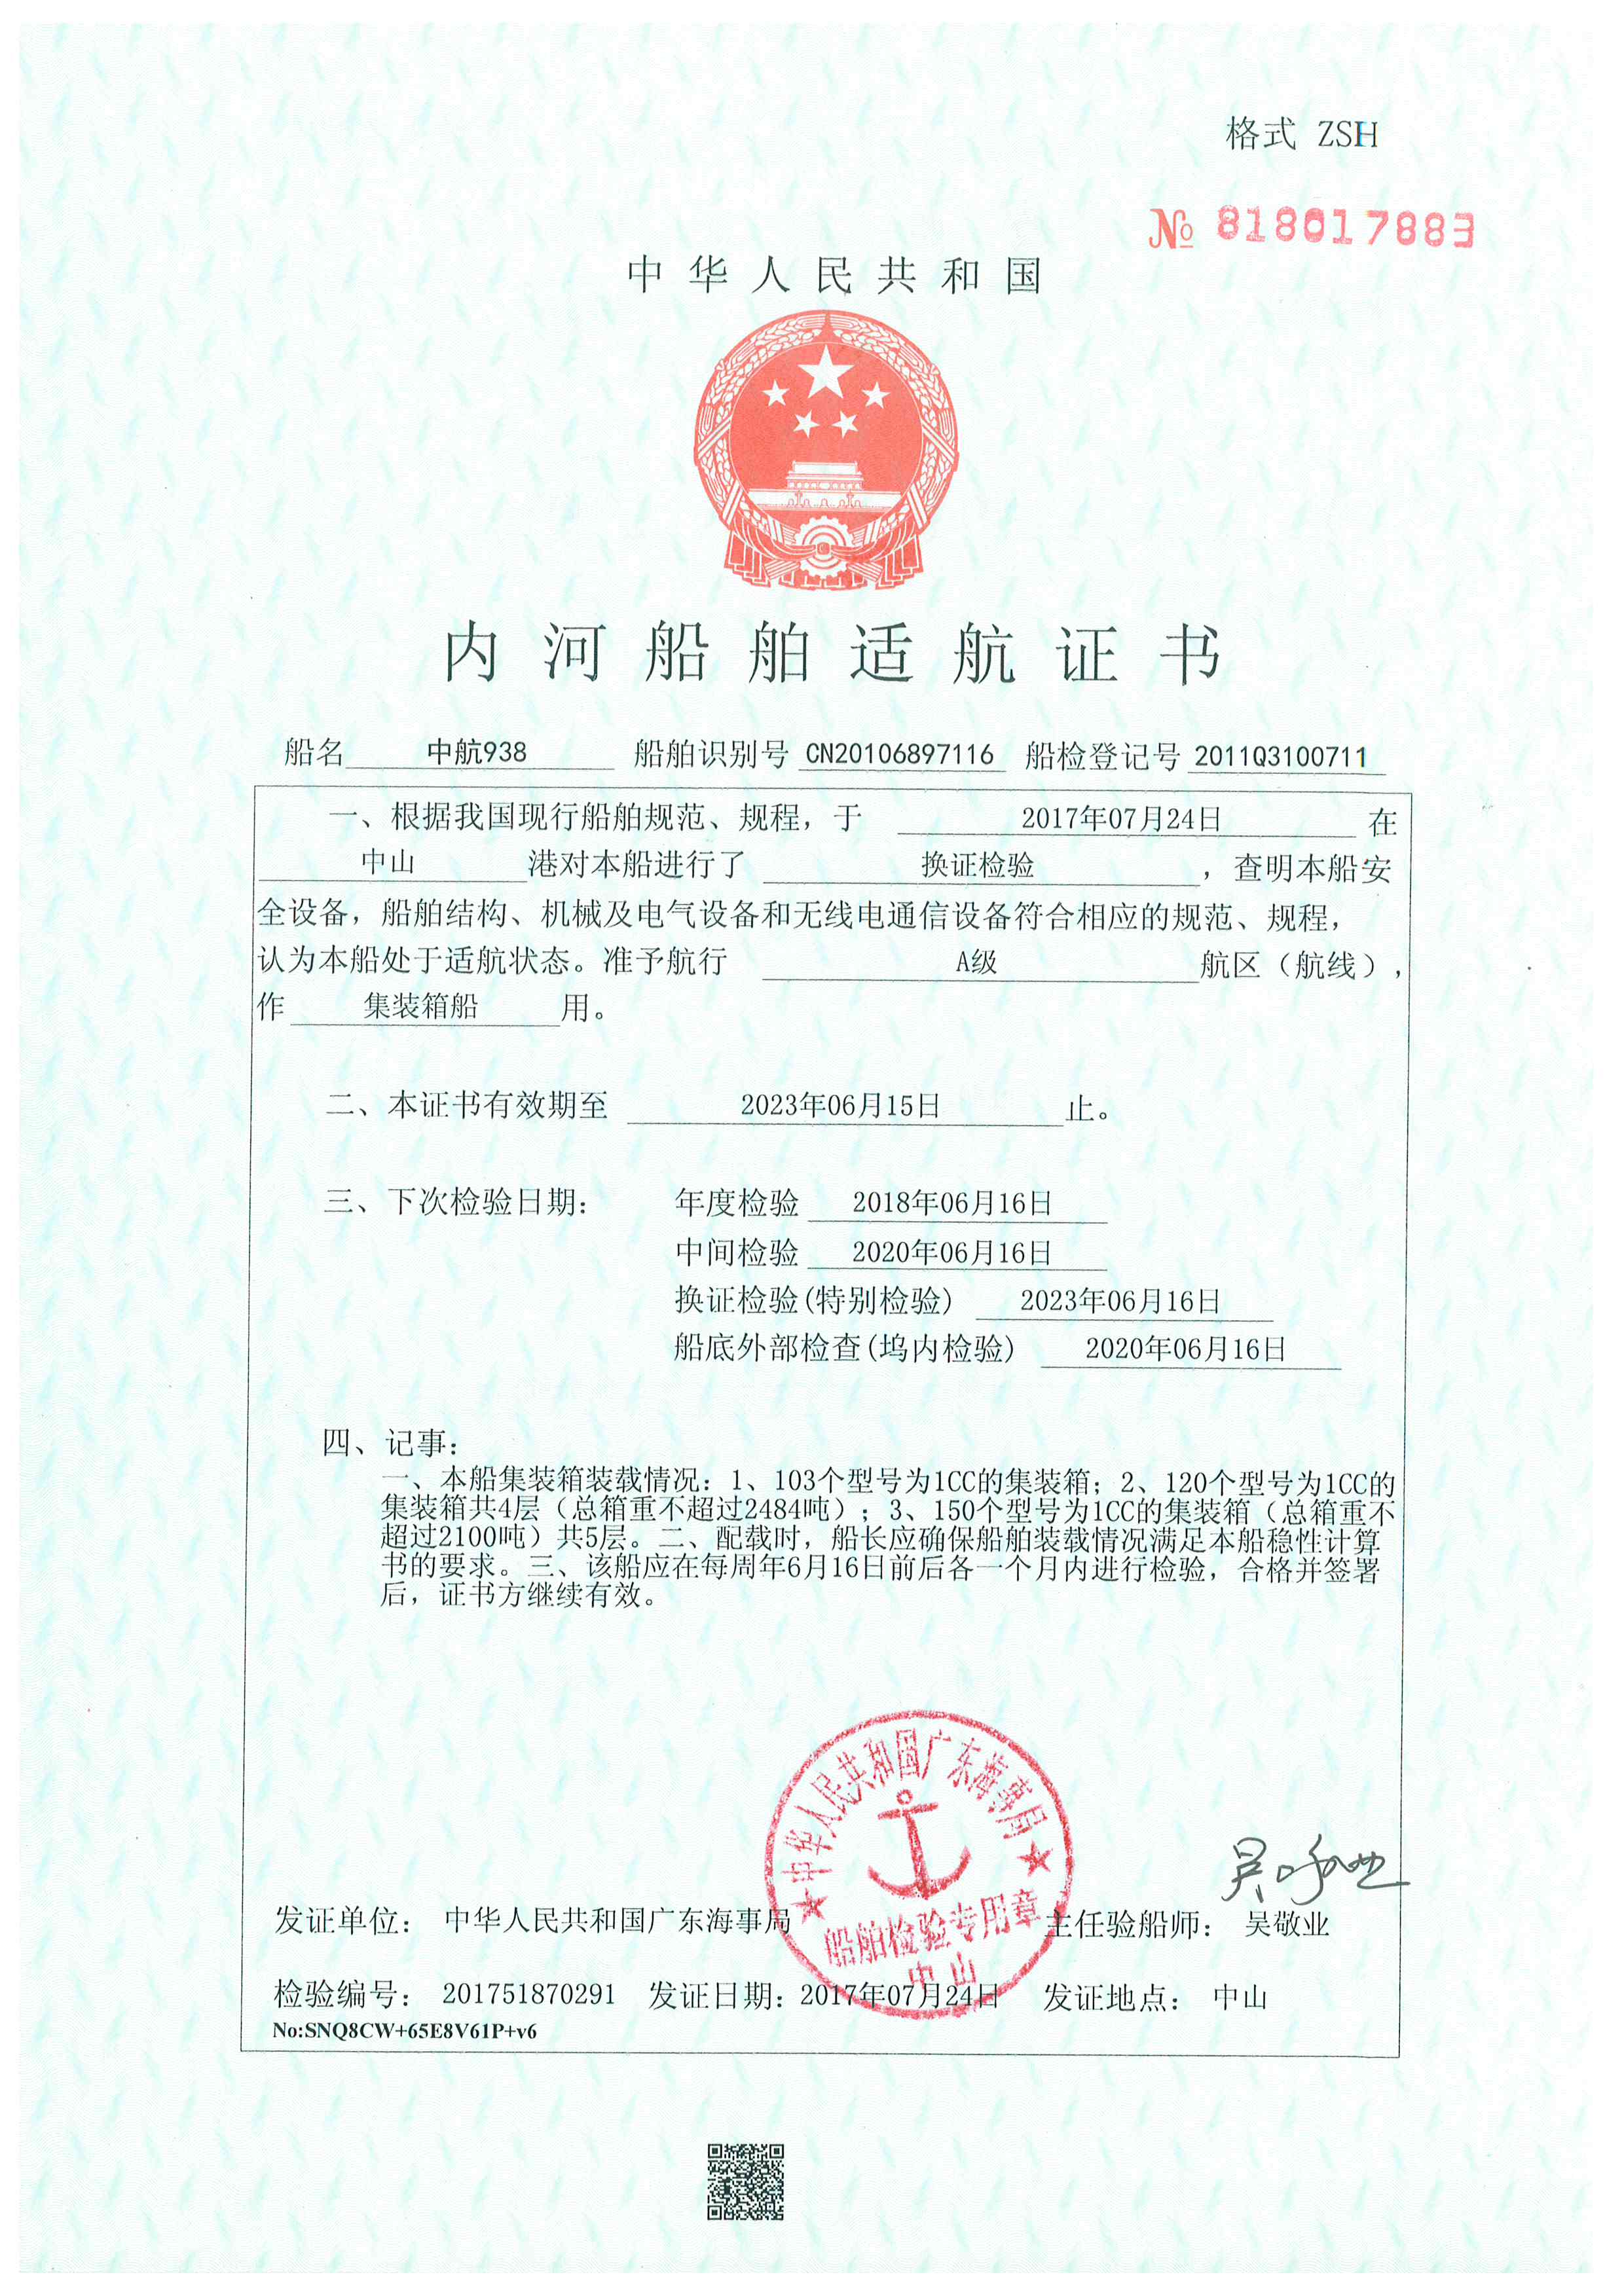 格式 ZSH
№ 818017883
中华人民共和国
内河船舶适航证书
船名 中航938 船舶识别号 CN20106897116 船检登记号 2011Q3100711
一、根据我国现行船舶规范、规程，于 2017年07月24日 在
中山 港对本船进行了 换证检验 ，查明本船安
全设备，船舶结构、机械及电气设备和无线电通信设备符合相应的规范、规程，
认为本船处于适航状态。准予航行 A级 航区（航线），
作 集装箱船 用。
二、本证书有效期至 2023年06月15日 止。
三、下次检验日期： 年度检验 2018年06月16日
中间检验 2020年06月16日
换证检验(特别检验) 2023年06月16日
船底外部检查(坞内检验) 2020年06月16日
四、记事：
一、本船集装箱装载情况：1、103个型号为1CC的集装箱；2、120个型号为1CC的
集装箱共4层（总箱重不超过2484吨）；3、150个型号为1CC的集装箱（总箱重不
超过2100吨）共5层。二、配载时，船长应确保船舶装载情况满足本船稳性计算
书的要求。三、该船应在每周年6月16日前后各一个月内进行检验，合格并签署
后，证书方继续有效。
中华人民共和国广东海事局
船舶检验专用章
中山
发证单位： 中华人民共和国广东海事局 主任验船师： 吴敬业
检验编号： 201751870291 发证日期：2017年07月24日 发证地点： 中山
No:SNQ8CW+65E8V61P+v6